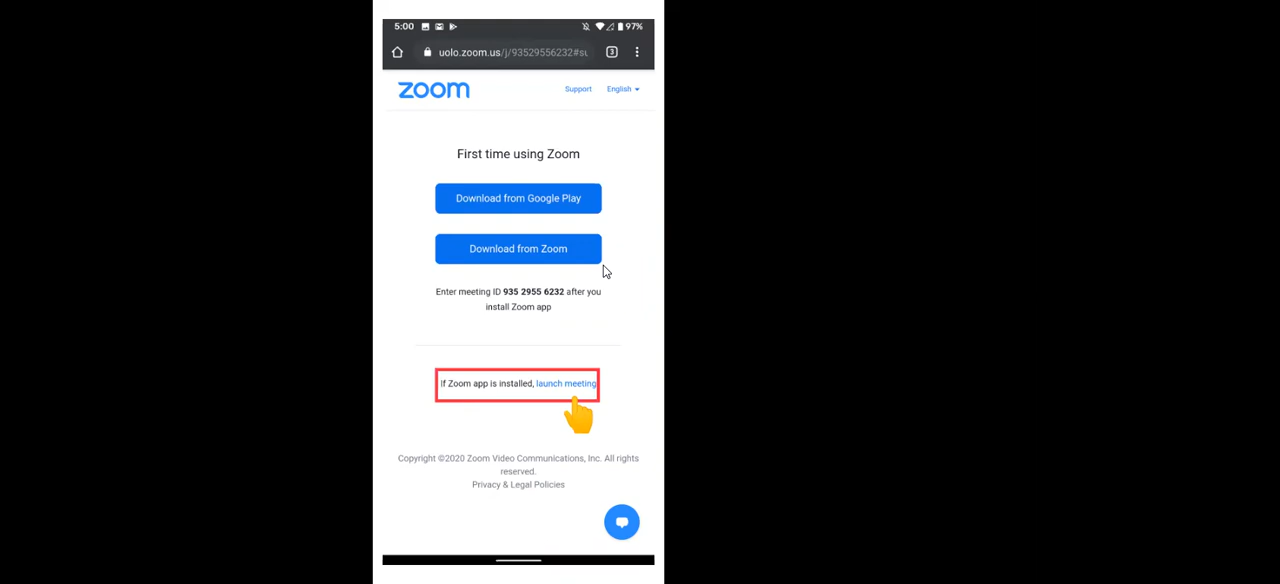 5:00 97%
uolo.zoom.us/j/93529556232#su 3
zoom Support English
First time using Zoom
Download from Google Play
Download from Zoom
Enter meeting ID 935 2955 6232 after you
install Zoom app
If Zoom app is installed, launch meeting
Copyright ©2020 Zoom Video Communications, Inc. All rights
reserved.
Privacy & Legal Policies